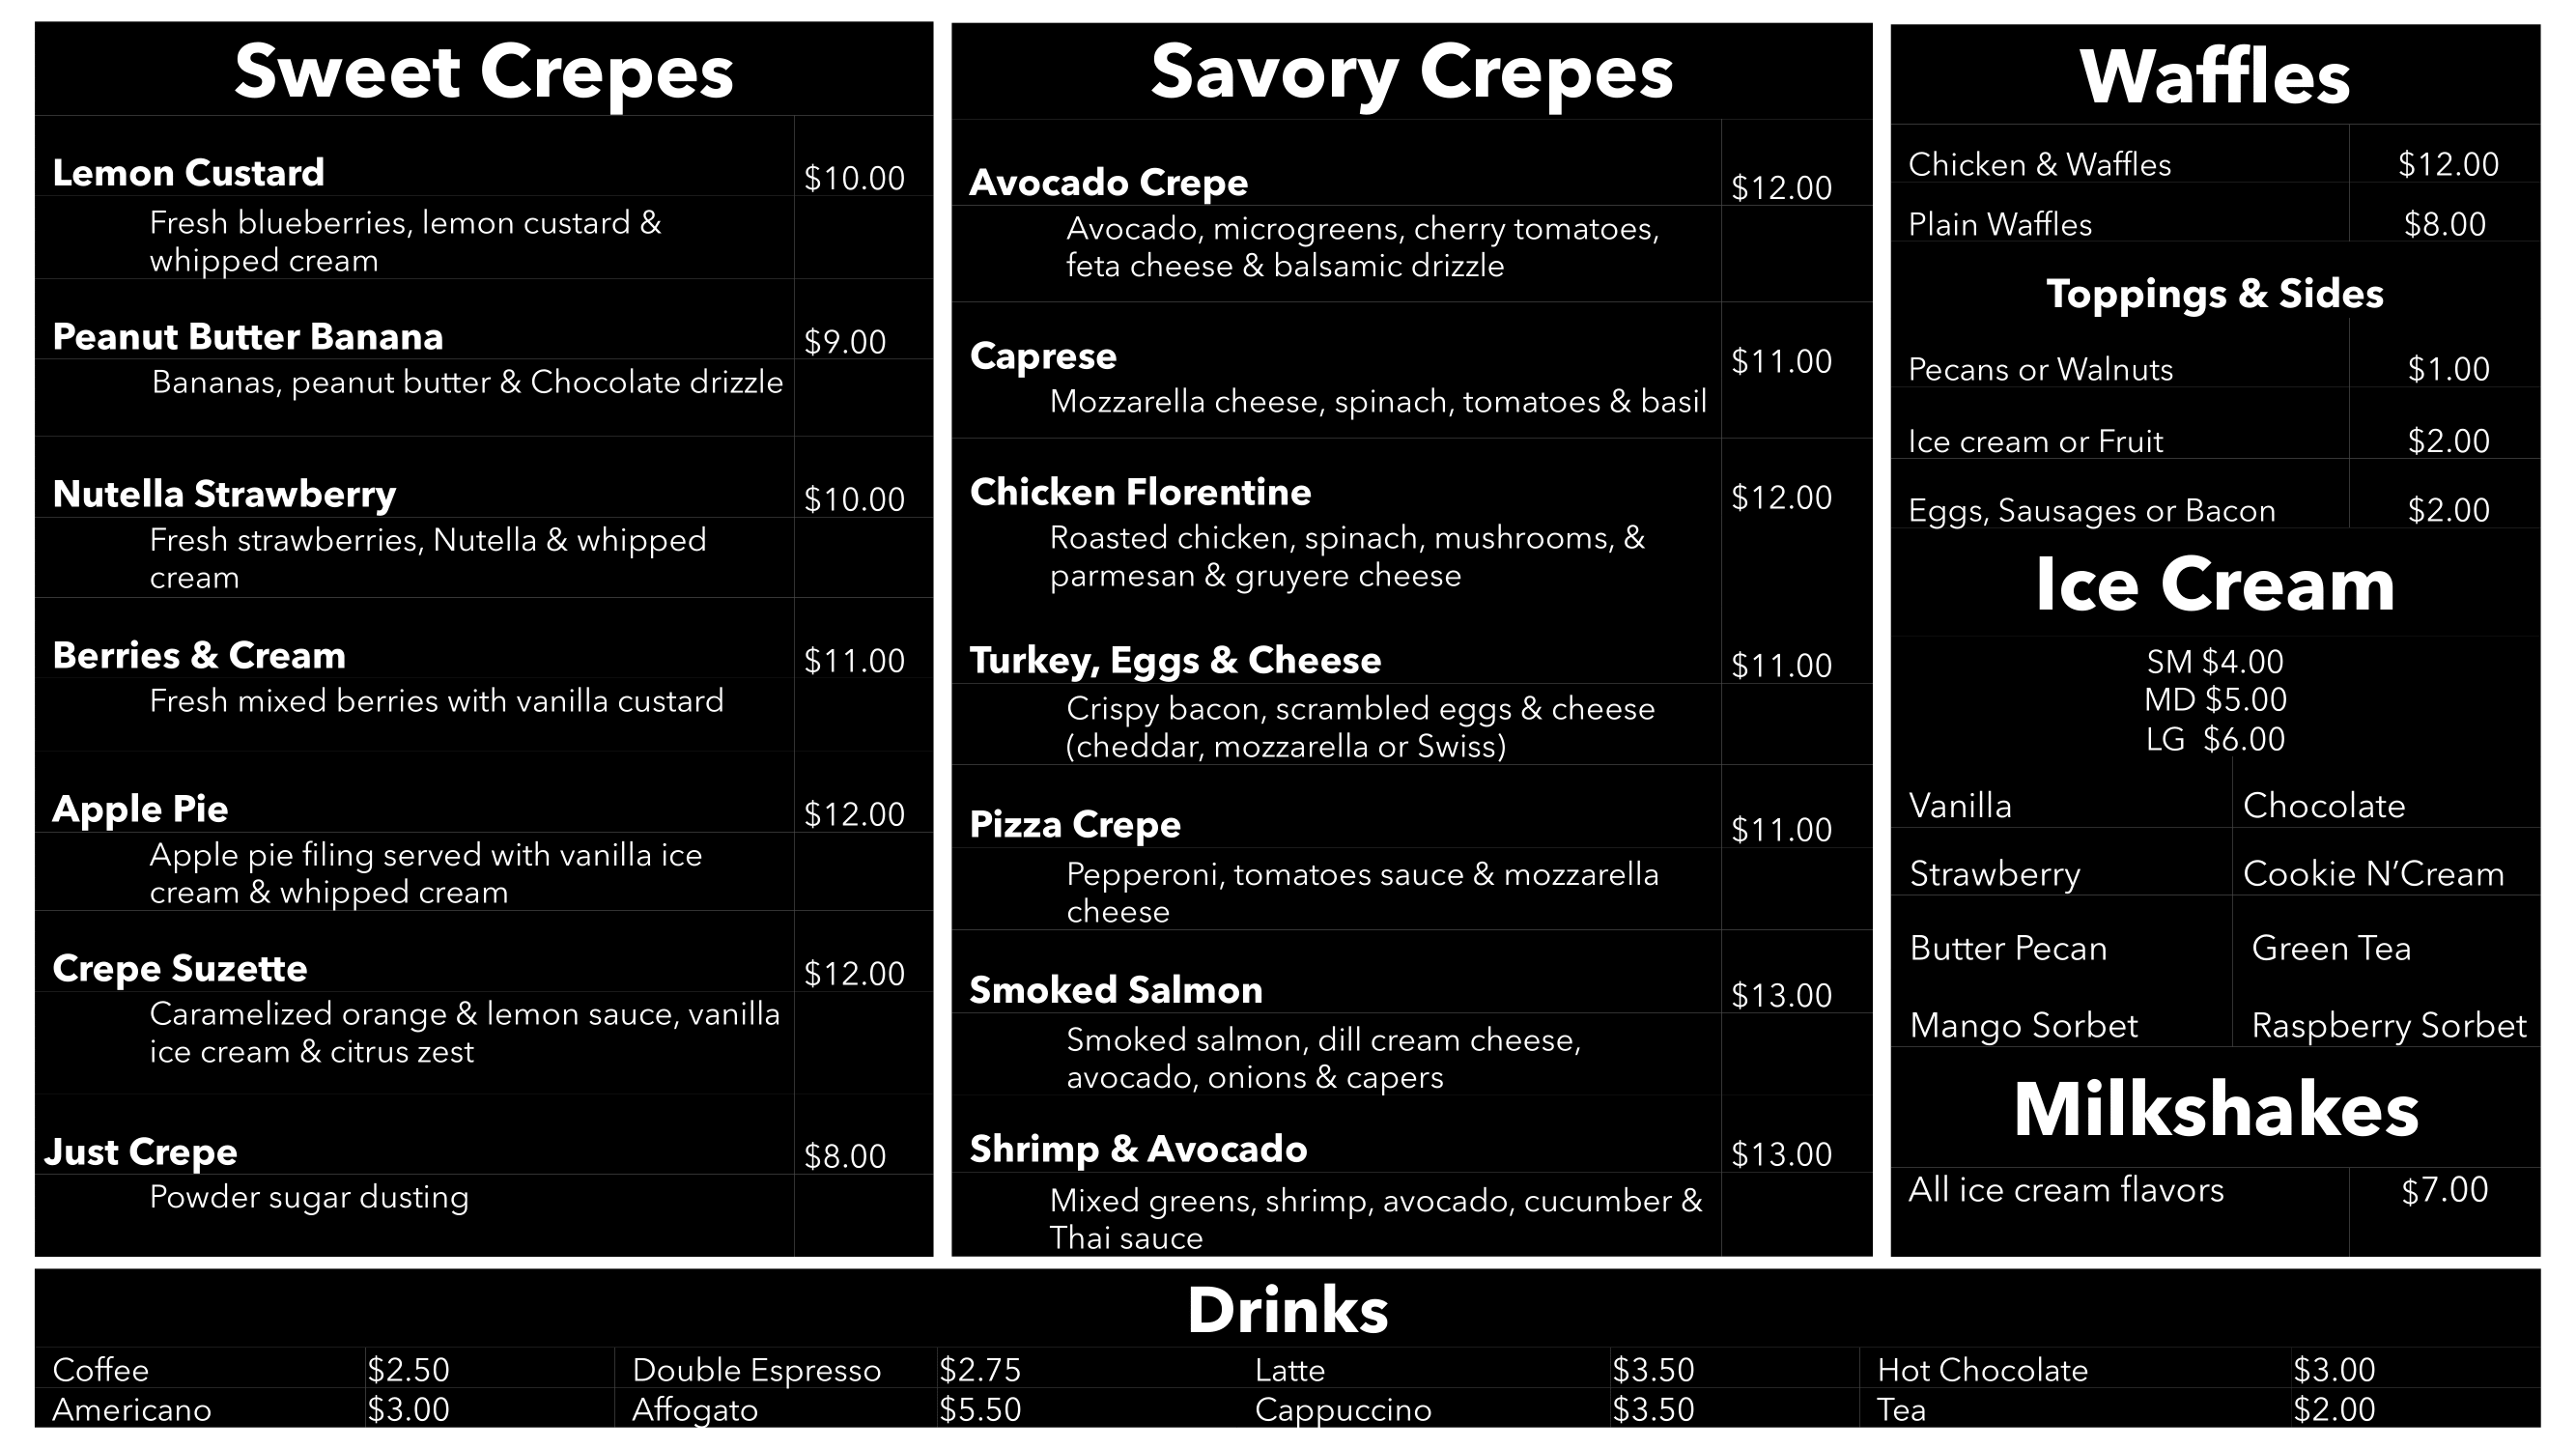 Sweet Crepes
Lemon Custard $10.00
Fresh blueberries, lemon custard &
whipped cream
Peanut Butter Banana $9.00
Bananas, peanut butter & Chocolate drizzle
Nutella Strawberry $10.00
Fresh strawberries, Nutella & whipped
cream
Berries & Cream $11.00
Fresh mixed berries with vanilla custard
Apple Pie $12.00
Apple pie filing served with vanilla ice
cream & whipped cream
Crepe Suzette $12.00
Caramelized orange & lemon sauce, vanilla
ice cream & citrus zest
Just Crepe $8.00
Powder sugar dusting
Savory Crepes
Avocado Crepe $12.00
Avocado, microgreens, cherry tomatoes,
feta cheese & balsamic drizzle
Caprese $11.00
Mozzarella cheese, spinach, tomatoes & basil
Chicken Florentine $12.00
Roasted chicken, spinach, mushrooms, &
parmesan & gruyere cheese
Turkey, Eggs & Cheese $11.00
Crispy bacon, scrambled eggs & cheese
(cheddar, mozzarella or Swiss)
Pizza Crepe $11.00
Pepperoni, tomatoes sauce & mozzarella
cheese
Smoked Salmon $13.00
Smoked salmon, dill cream cheese,
avocado, onions & capers
Shrimp & Avocado $13.00
Mixed greens, shrimp, avocado, cucumber &
Thai sauce
Waffles
Chicken & Waffles $12.00
Plain Waffles $8.00
Toppings & Sides
Pecans or Walnuts $1.00
Ice cream or Fruit $2.00
Eggs, Sausages or Bacon $2.00
Ice Cream
SM $4.00
MD $5.00
LG $6.00
Vanilla Chocolate
Strawberry Cookie N’Cream
Butter Pecan Green Tea
Mango Sorbet Raspberry Sorbet
Milkshakes
All ice cream flavors $7.00
Drinks
Coffee $2.50 Double Espresso $2.75 Latte $3.50 Hot Chocolate $3.00
Americano $3.00 Affogato $5.50 Cappuccino $3.50 Tea $2.00